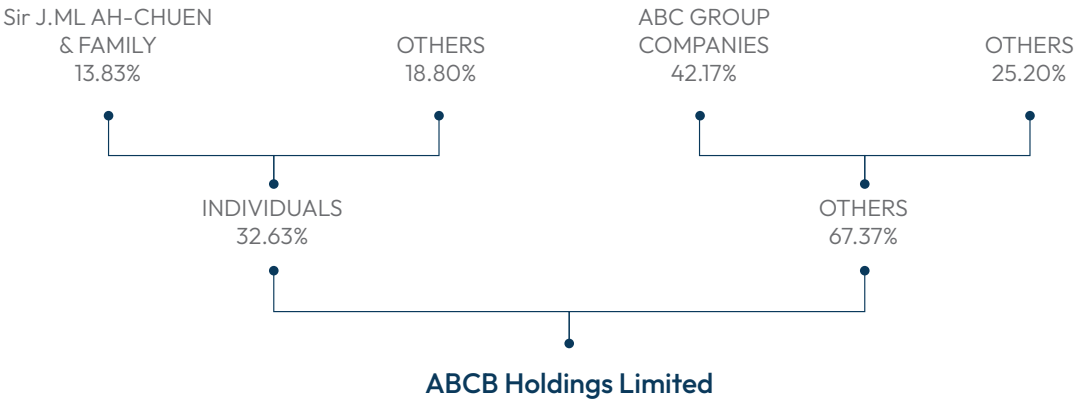 Sir J.ML AH-CHUEN
& FAMILY
13.83%
OTHERS
18.80%
ABC GROUP
COMPANIES
42.17%
OTHERS
25.20%
INDIVIDUALS
32.63%
OTHERS
67.37%
ABCB Holdings Limited